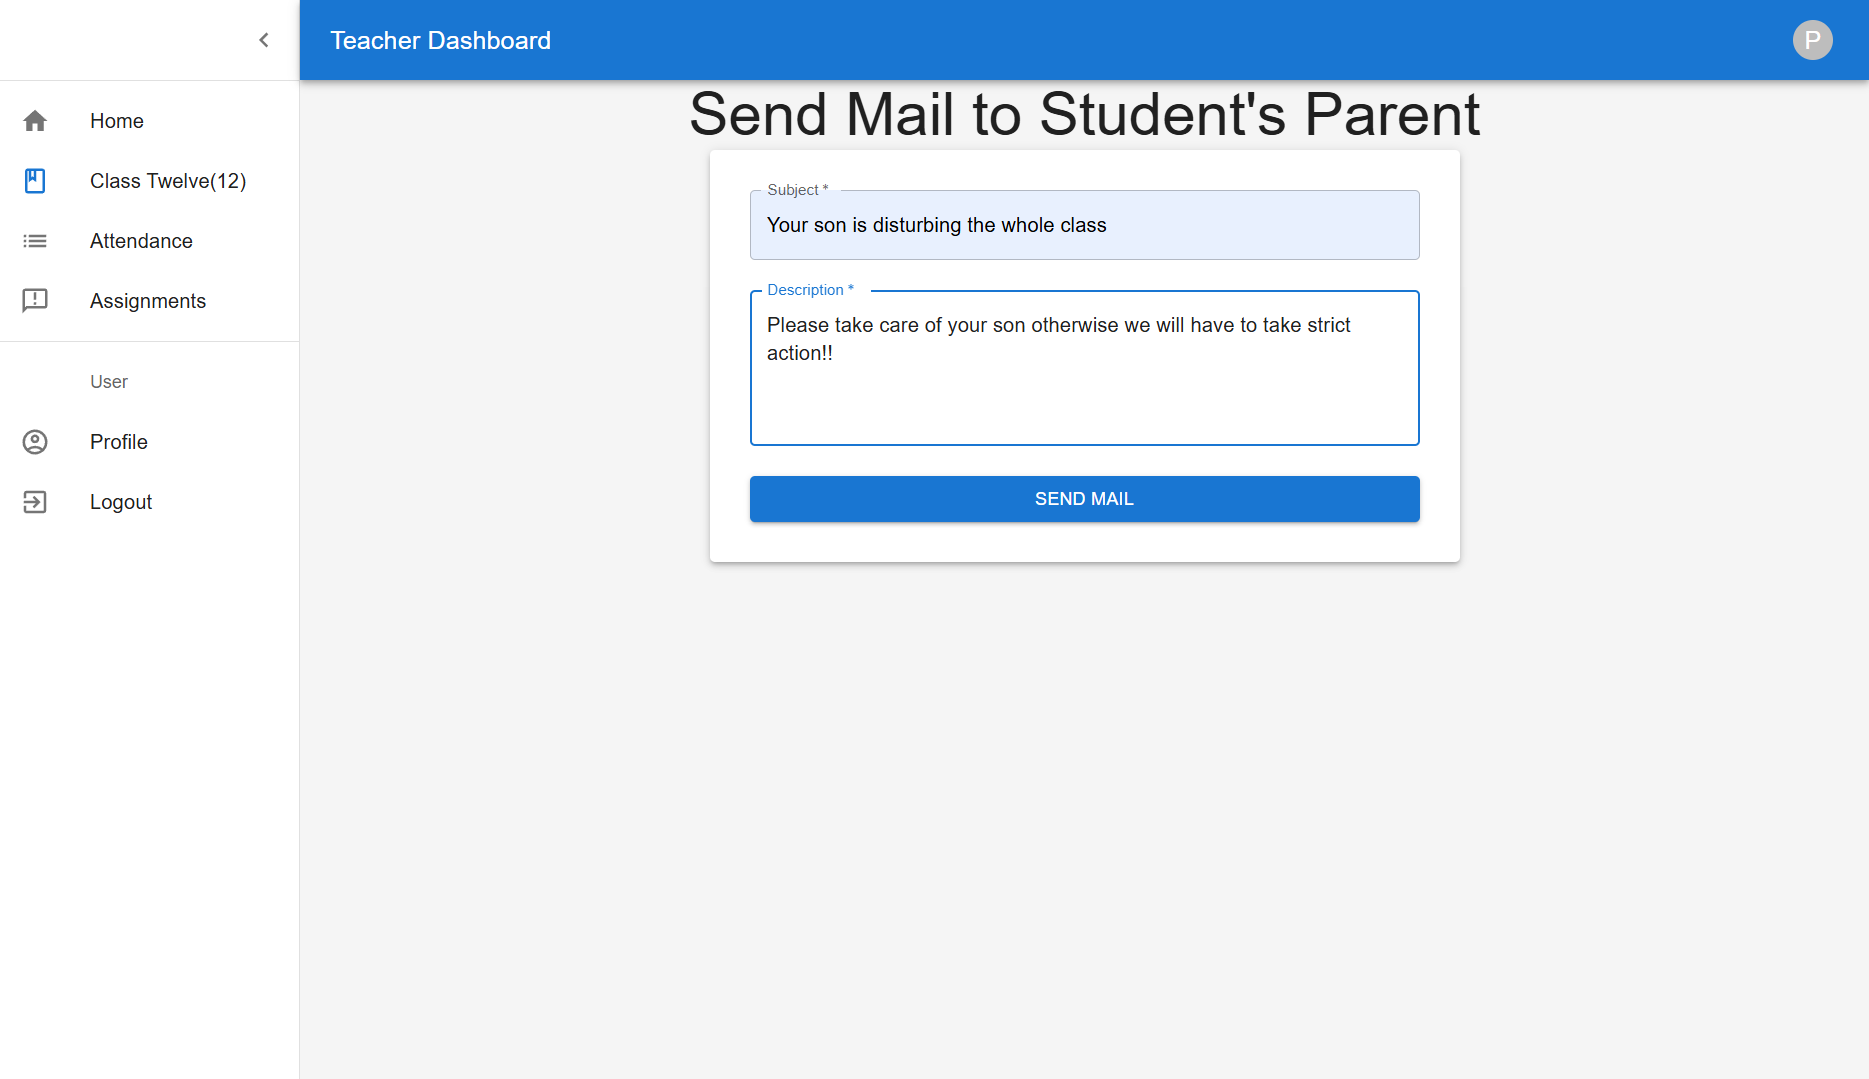 Teacher Dashboard
P
Home
Class Twelve(12)
Attendance
Assignments
User
Profile
Logout
Send Mail to Student's Parent
Subject *
Your son is disturbing the whole class
Description *
Please take care of your son otherwise we will have to take strict
action!!
SEND MAIL